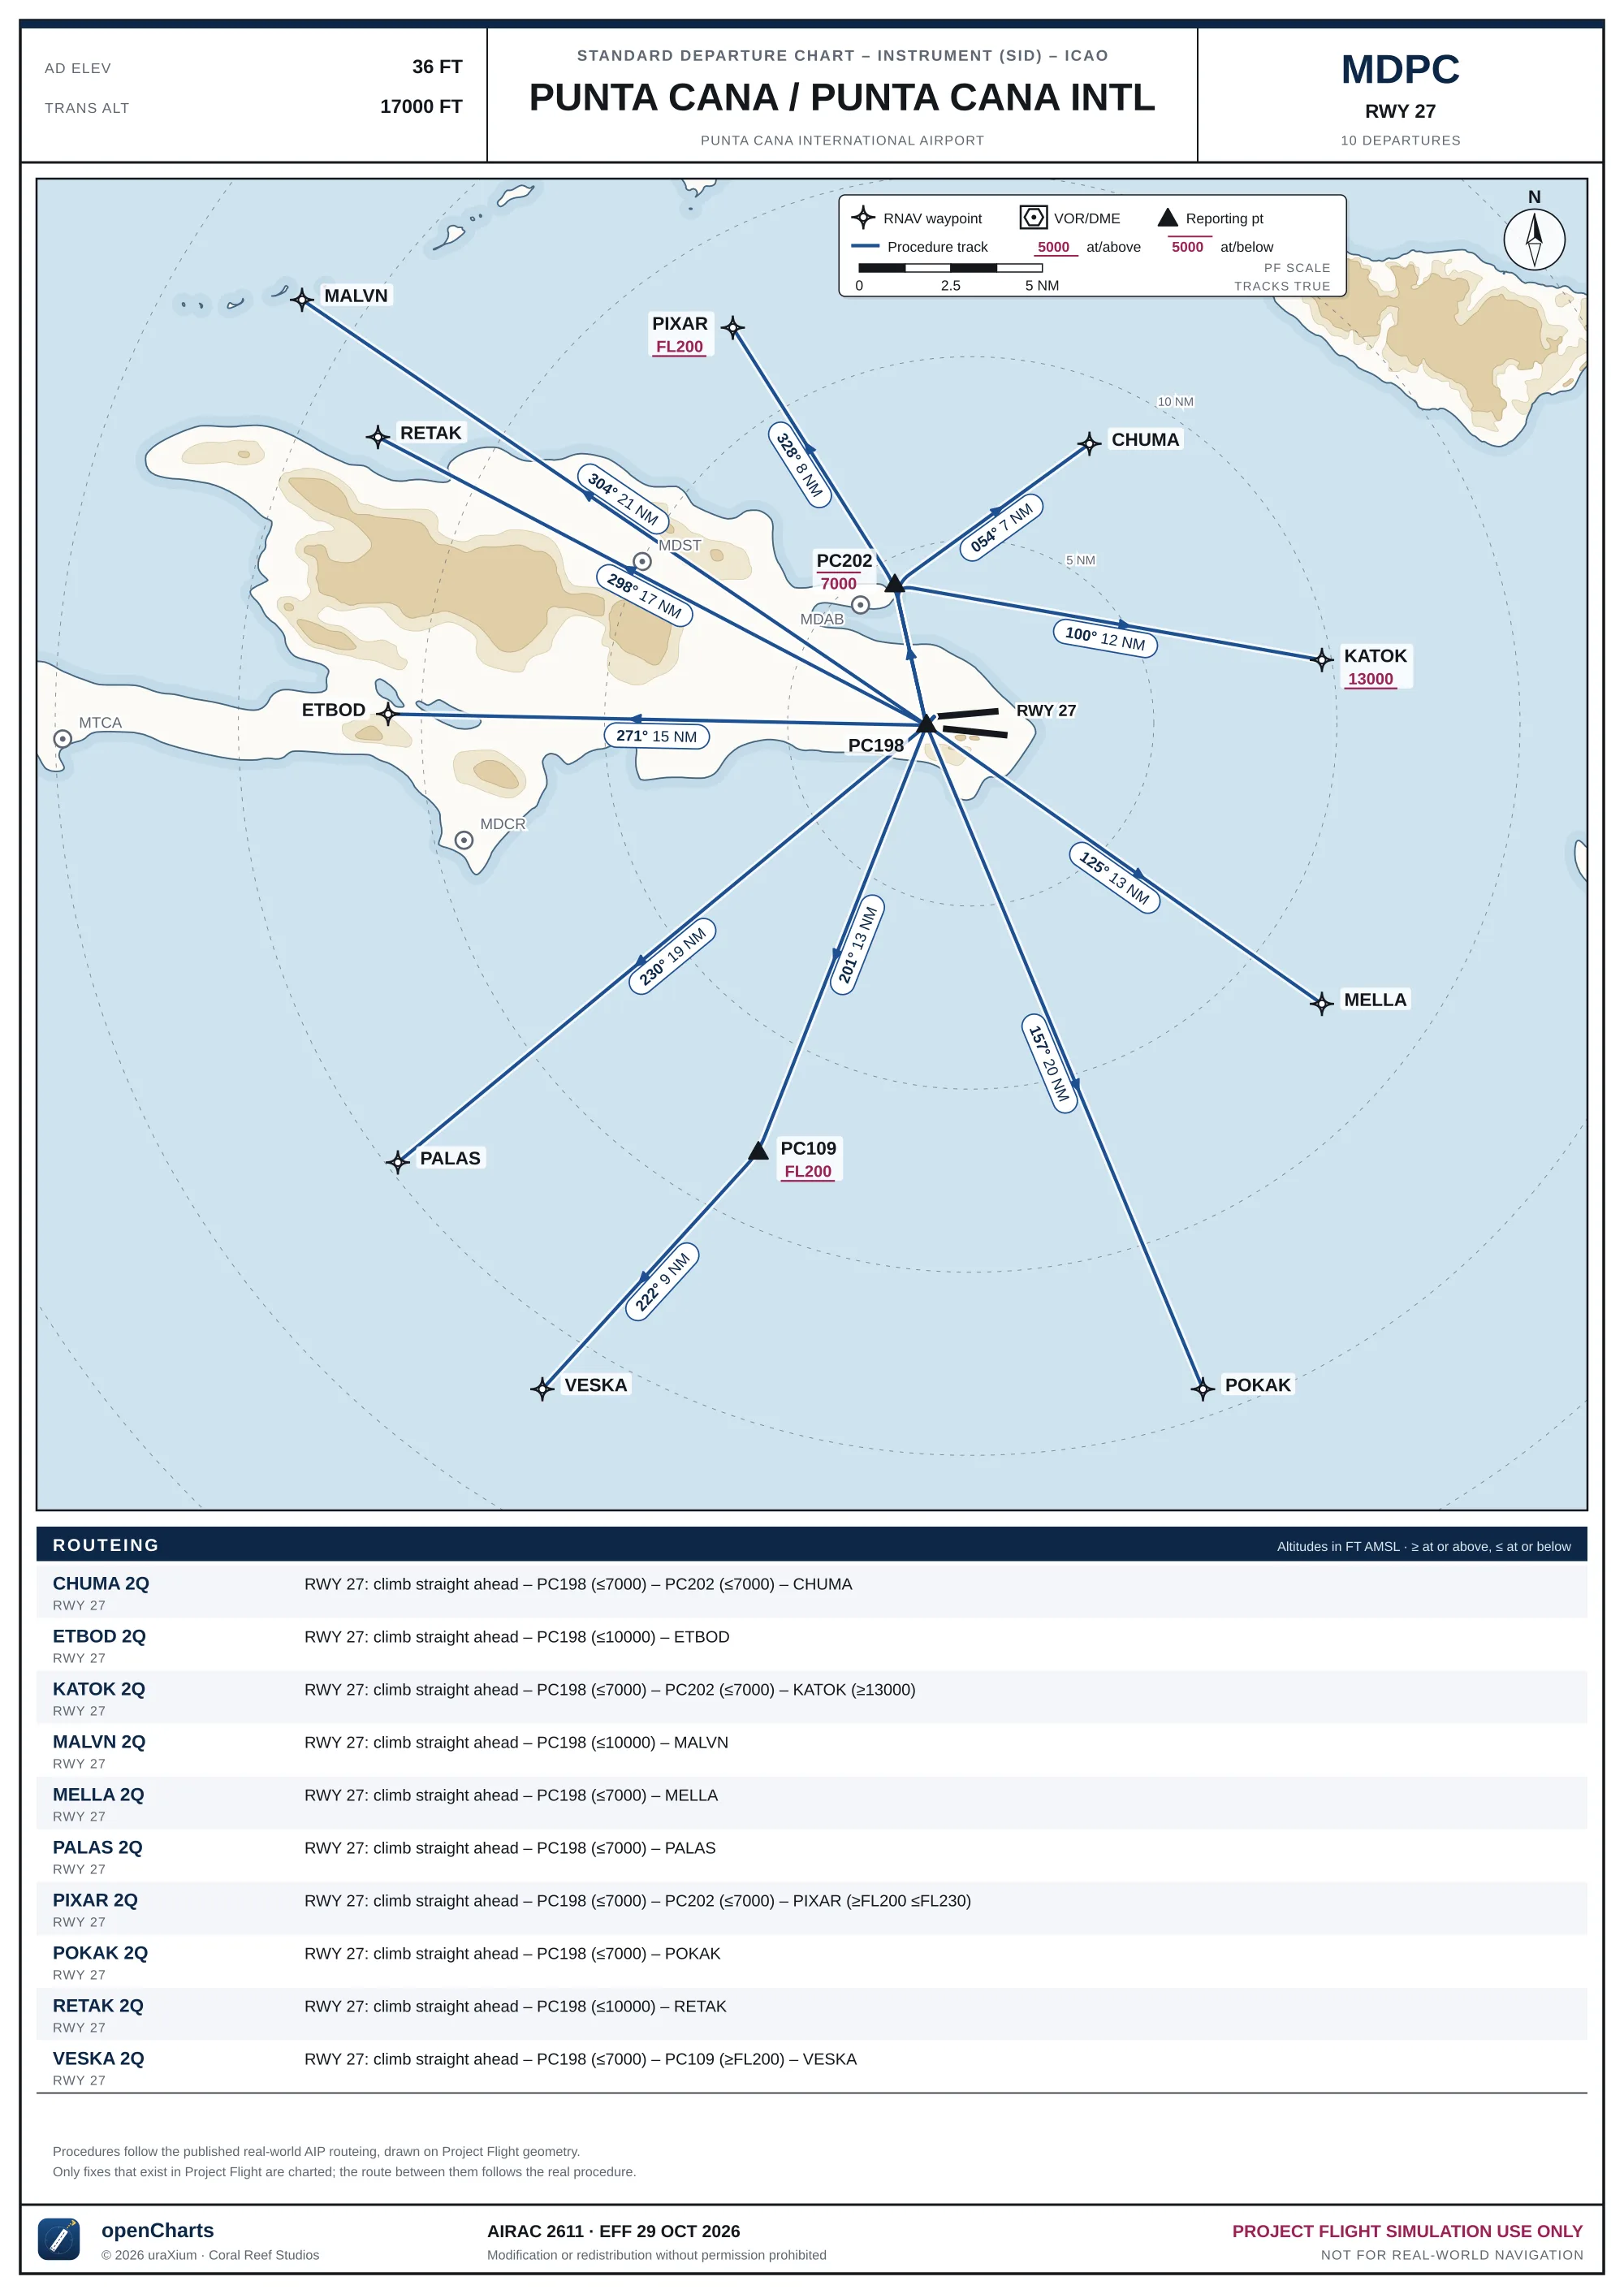 AD ELEV 36 FT
TRANS ALT 17000 FT
STANDARD DEPARTURE CHART – INSTRUMENT (SID) – ICAO
PUNTA CANA / PUNTA CANA INTL
PUNTA CANA INTERNATIONAL AIRPORT
MDPC
RWY 27
10 DEPARTURES
RNAV waypoint
VOR/DME
Reporting pt
Procedure track
5000 at/above
5000 at/below
0 2.5 5 NM
PF SCALE
TRACKS TRUE
N
MALVN
PIXAR
FL200
10 NM
RETAK
CHUMA
328° 8 NM
304° 21 NM
054° 7 NM
MDST
5 NM
PC202
7000
298° 17 NM
MDAB
100° 12 NM
KATOK
13000
ETBOD
RWY 27
MTCA
271° 15 NM
PC198
MDCR
125° 13 NM
230° 19 NM
201° 13 NM
MELLA
157° 20 NM
PALAS
PC109
FL200
222° 9 NM
VESKA
POKAK
ROUTEING
Altitudes in FT AMSL · ≥ at or above, ≤ at or below
CHUMA 2Q
RWY 27: climb straight ahead – PC198 (≤7000) – PC202 (≤7000) – CHUMA
RWY 27
ETBOD 2Q
RWY 27: climb straight ahead – PC198 (≤10000) – ETBOD
RWY 27
KATOK 2Q
RWY 27: climb straight ahead – PC198 (≤7000) – PC202 (≤7000) – KATOK (≥13000)
RWY 27
MALVN 2Q
RWY 27: climb straight ahead – PC198 (≤10000) – MALVN
RWY 27
MELLA 2Q
RWY 27: climb straight ahead – PC198 (≤7000) – MELLA
RWY 27
PALAS 2Q
RWY 27: climb straight ahead – PC198 (≤7000) – PALAS
RWY 27
PIXAR 2Q
RWY 27: climb straight ahead – PC198 (≤7000) – PC202 (≤7000) – PIXAR (≥FL200 ≤FL230)
RWY 27
POKAK 2Q
RWY 27: climb straight ahead – PC198 (≤7000) – POKAK
RWY 27
RETAK 2Q
RWY 27: climb straight ahead – PC198 (≤10000) – RETAK
RWY 27
VESKA 2Q
RWY 27: climb straight ahead – PC198 (≤7000) – PC109 (≥FL200) – VESKA
RWY 27
Procedures follow the published real-world AIP routeing, drawn on Project Flight geometry.
Only fixes that exist in Project Flight are charted; the route between them follows the real procedure.
openCharts
© 2026 uraXium · Coral Reef Studios
AIRAC 2611 · EFF 29 OCT 2026
Modification or redistribution without permission prohibited
PROJECT FLIGHT SIMULATION USE ONLY
NOT FOR REAL-WORLD NAVIGATION